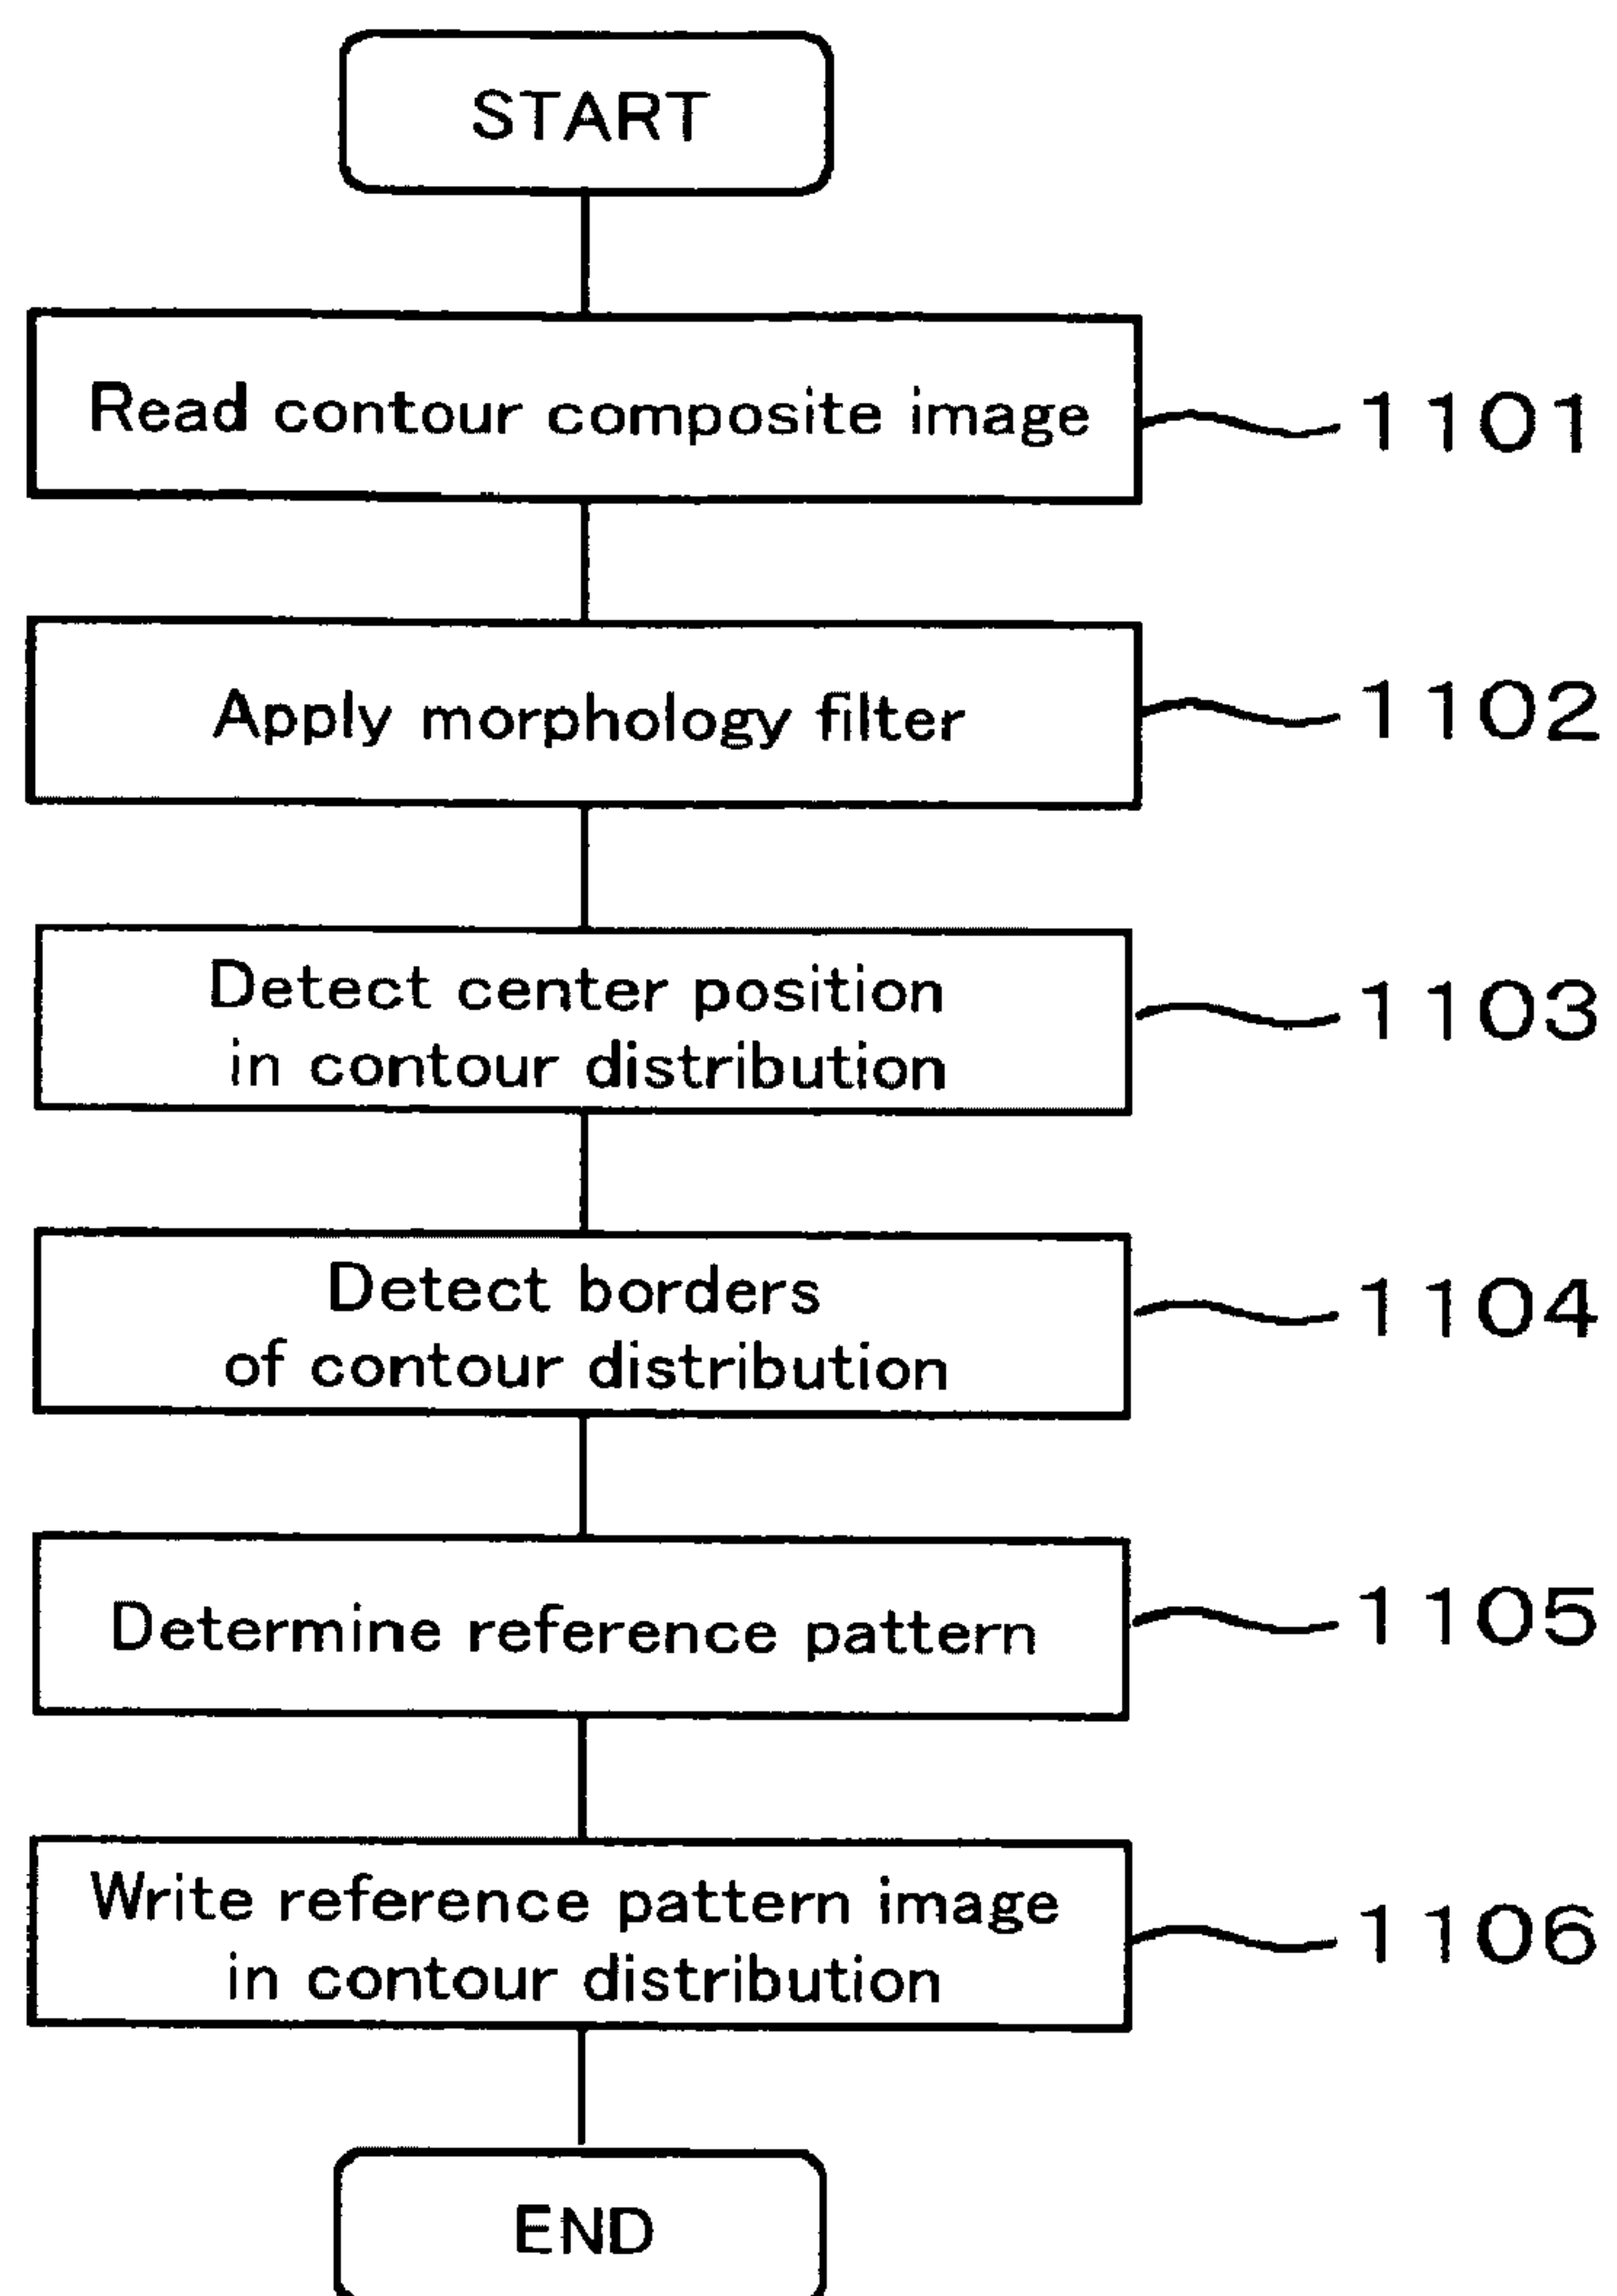 START
Read contour composite image
1101
Apply morphology filter
1102
Detect center position
in contour distribution
1103
Detect borders
of contour distribution
1104
Determine reference pattern
1105
Write reference pattern image
in contour distribution
1106
END